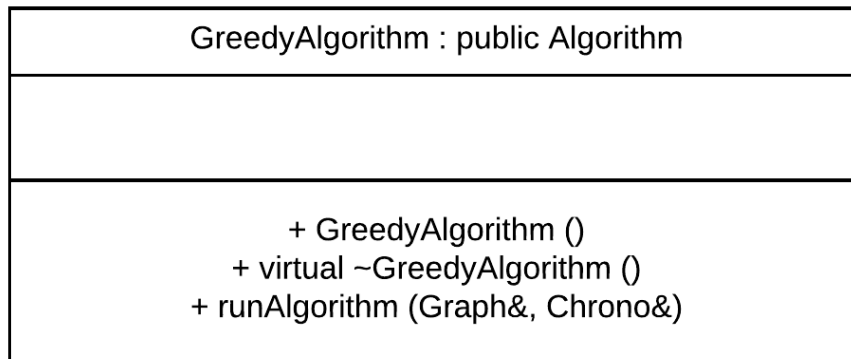 GreedyAlgorithm : public Algorithm
+ GreedyAlgorithm ()
+ virtual ~GreedyAlgorithm ()
+ runAlgorithm (Graph&, Chrono&)